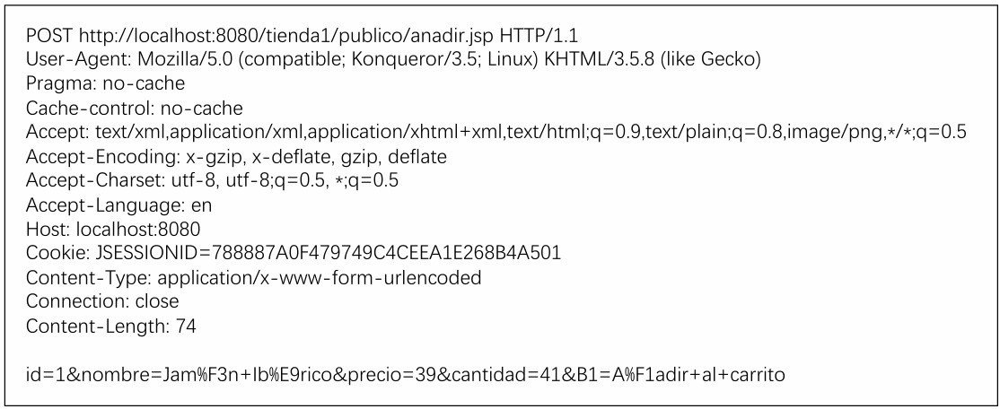 POST http://localhost:8080/tienda1/publico/anadir.jsp HTTP/1.1
User-Agent: Mozilla/5.0 (compatible; Konqueror/3.5; Linux) KHTML/3.5.8 (like Gecko)
Pragma: no-cache
Cache-control: no-cache
Accept: text/xml,application/xml,application/xhtml+xml,text/html;q=0.9,text/plain;q=0.8,image/png,*/*;q=0.5
Accept-Encoding: x-gzip, x-deflate, gzip, deflate
Accept-Charset: utf-8, utf-8;q=0.5, *;q=0.5
Accept-Language: en
Host: localhost:8080
Cookie: JSESSIONID=788887A0F479749C4CEEA1E268B4A501
Content-Type: application/x-www-form-urlencoded
Connection: close
Content-Length: 74

id=1&nombre=Jam%F3n+Ib%E9rico&precio=39&cantidad=41&B1=A%F1adir+al+carrito